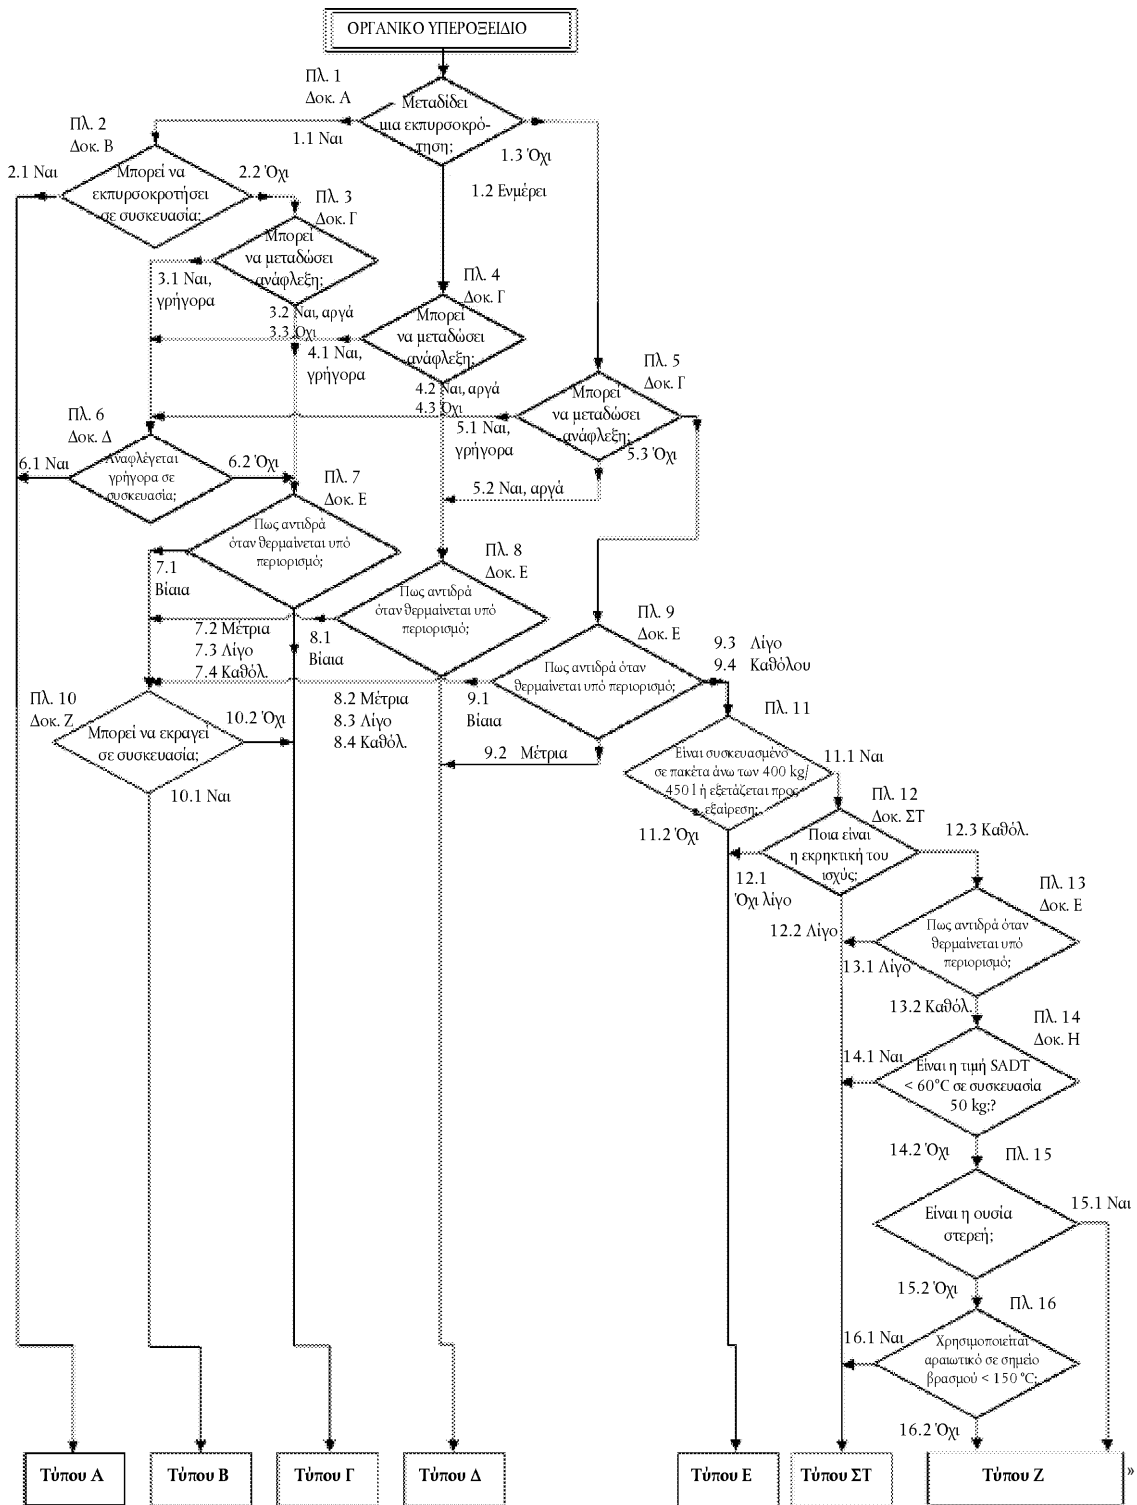 ΟΡΓΑΝΙΚΟ ΥΠΕΡΟΞΕΙΔΙΟ
Πλ. 1
Δοκ. Α
Μεταδίδει
μια εκπυρσοκρό-
τηση;
1.1 Ναι
1.3 Όχι
1.2 Ενμέρει
Πλ. 2
Δοκ. Β
Μπορεί να
εκπυρσοκροτήσει
σε συσκευασία;
2.1 Ναι
2.2 Όχι
Πλ. 3
Δοκ. Γ
Μπορεί
να μεταδώσει
ανάφλεξη;
3.1 Ναι,
γρήγορα
3.2 Ναι, αργά
3.3 Όχι
Πλ. 4
Δοκ. Γ
Μπορεί
να μεταδώσει
ανάφλεξη;
4.1 Ναι,
γρήγορα
4.2 Ναι, αργά
4.3 Όχι
Πλ. 5
Δοκ. Γ
Μπορεί
να μεταδώσει
ανάφλεξη;
5.1 Ναι,
γρήγορα
5.3 Όχι
5.2 Ναι, αργά
Πλ. 6
Δοκ. Δ
Αναφλέγεται
γρήγορα σε
συσκευασία;
6.1 Ναι
6.2 Όχι
Πλ. 7
Δοκ. Ε
Πως αντιδρά
όταν θερμαίνεται υπό
περιορισμό;
7.1
Βίαια
7.2 Μέτρια
7.3 Λίγο
7.4 Καθόλ.
Πλ. 8
Δοκ. Ε
Πως αντιδρά
όταν θερμαίνεται υπό
περιορισμό;
8.1
Βίαια
8.2 Μέτρια
8.3 Λίγο
8.4 Καθόλ.
Πλ. 9
Δοκ. Ε
Πως αντιδρά όταν
θερμαίνεται υπό περιορισμό;
9.1
Βίαια
9.2 Μέτρια
9.3 Λίγο
9.4 Καθόλου
Πλ. 10
Δοκ. Ζ
Μπορεί να εκραγεί
σε συσκευασία;
10.2 Όχι
10.1 Ναι
Πλ. 11
Είναι συσκευασμένο
σε πακέτα άνω των 400 kg/
450 l ή εξετάζεται προς
εξαίρεση;
11.1 Ναι
11.2 Όχι
Πλ. 12
Δοκ. ΣΤ
Ποια είναι
η εκρηκτική του
ισχύς;
12.3 Καθόλ.
12.1
Όχι λίγο
12.2 Λίγο
Πλ. 13
Δοκ. Ε
Πως αντιδρά όταν
θερμαίνεται υπό
περιορισμό;
13.1 Λίγο
13.2 Καθόλ.
Πλ. 14
Δοκ. Η
Είναι η τιμή SADT
< 60°C σε συσκευασία
50 kg;?
14.1 Ναι
14.2 Όχι
Πλ. 15
Είναι η ουσία
στερεή;
15.1 Ναι
15.2 Όχι
Πλ. 16
Χρησιμοποιείται
αραιωτικό σε σημείο
βρασμού < 150 °C;
16.1 Ναι
16.2 Όχι
Τύπου Α
Τύπου Β
Τύπου Γ
Τύπου Δ
Τύπου Ε
Τύπου ΣΤ
Τύπου Ζ
»